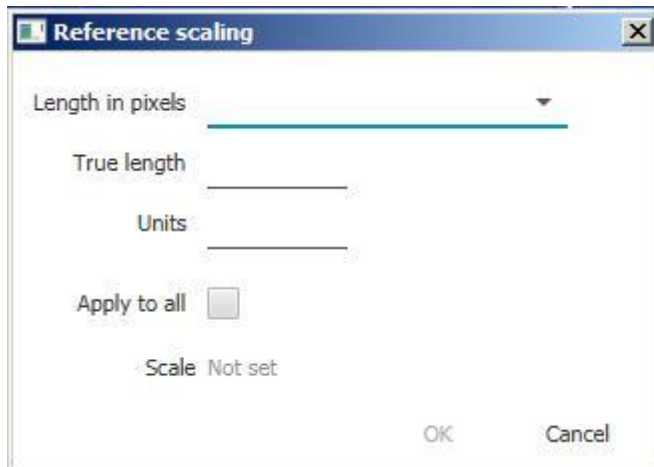 Reference scaling
Length in pixels
True length
Units
Apply to all
Scale Not set
OK Cancel